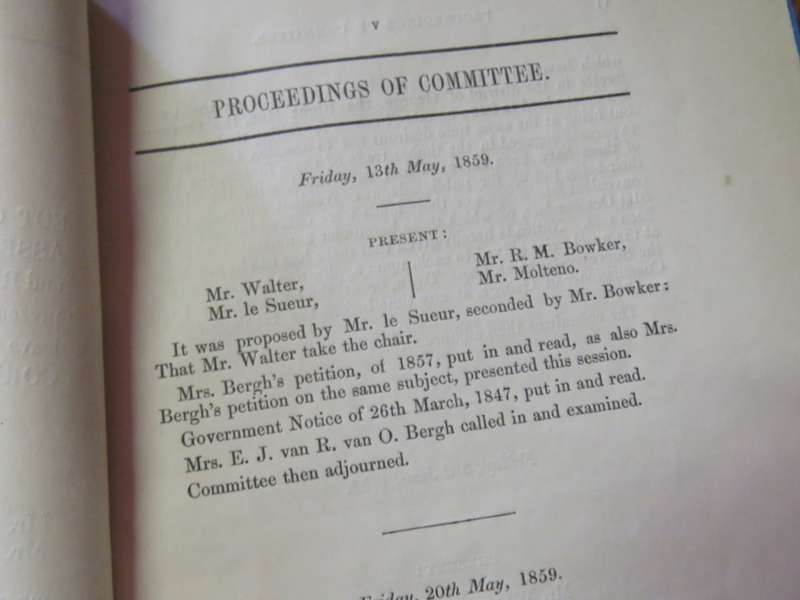 v
PROCEEDINGS OF COMMITTEE.
Friday, 13th May, 1859.
PRESENT:
Mr. Walter,
Mr. le Sueur,
Mr. R. M. Bowker,
Mr. Molteno.
It was proposed by Mr. le Sueur, seconded by Mr. Bowker:
That Mr. Walter take the chair.
Mrs. Bergh's petition, of 1857, put in and read, as also Mrs.
Bergh's petition on the same subject, presented this session.
Government Notice of 26th March, 1847, put in and read.
Mrs. E. J. van R. van O. Bergh called in and examined.
Committee then adjourned.
Friday, 20th May, 1859.